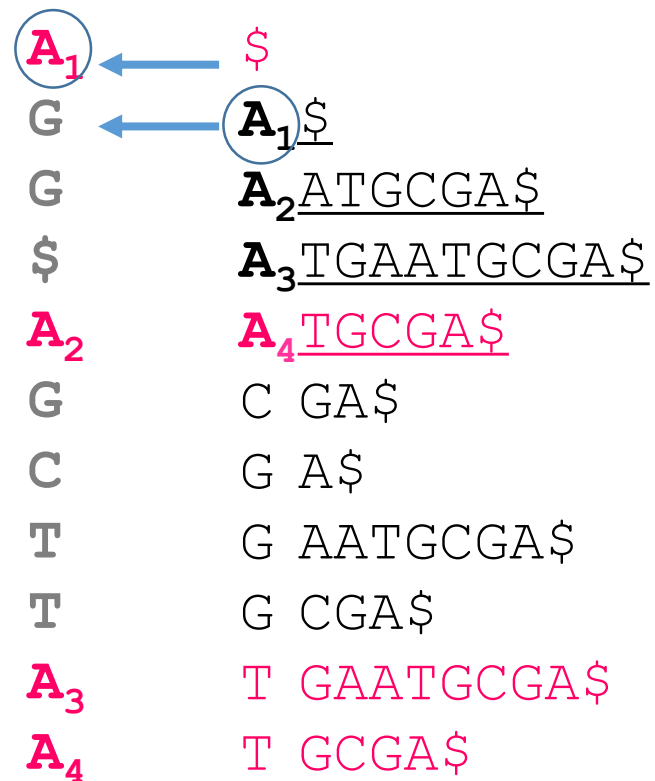 A₁ $
G A₁$
G A₂ATGCGA$
$ A₃TGAATGCGA$
A₂ A₄TGCGA$
G C GA$
C G A$
T G AATGCGA$
T G CGA$
A₃ T GAATGCGA$
A₄ T GCGA$